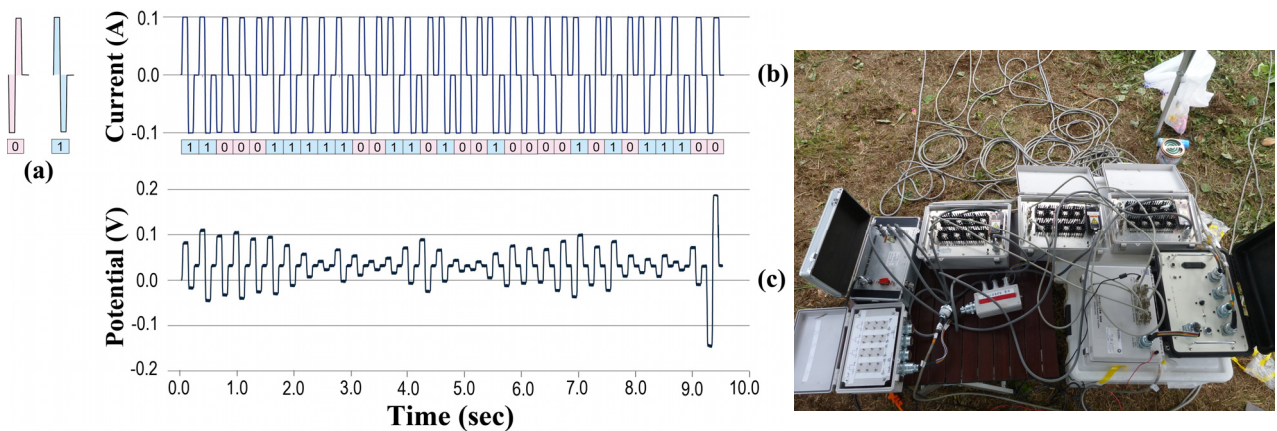 (a)
0 1
Current (A)
0.1
0.0
-0.1
1 1 0 0 0 1 1 1 1 1 0 0 1 1 0 1 0 0 1 0 0 0 0 1 0 1 0 1 1 1 0 0
(b)
Potential (V)
0.2
0.1
0.0
-0.1
-0.2
(c)
0.0 1.0 2.0 3.0 4.0 5.0 6.0 7.0 8.0 9.0 10.0
Time (sec)